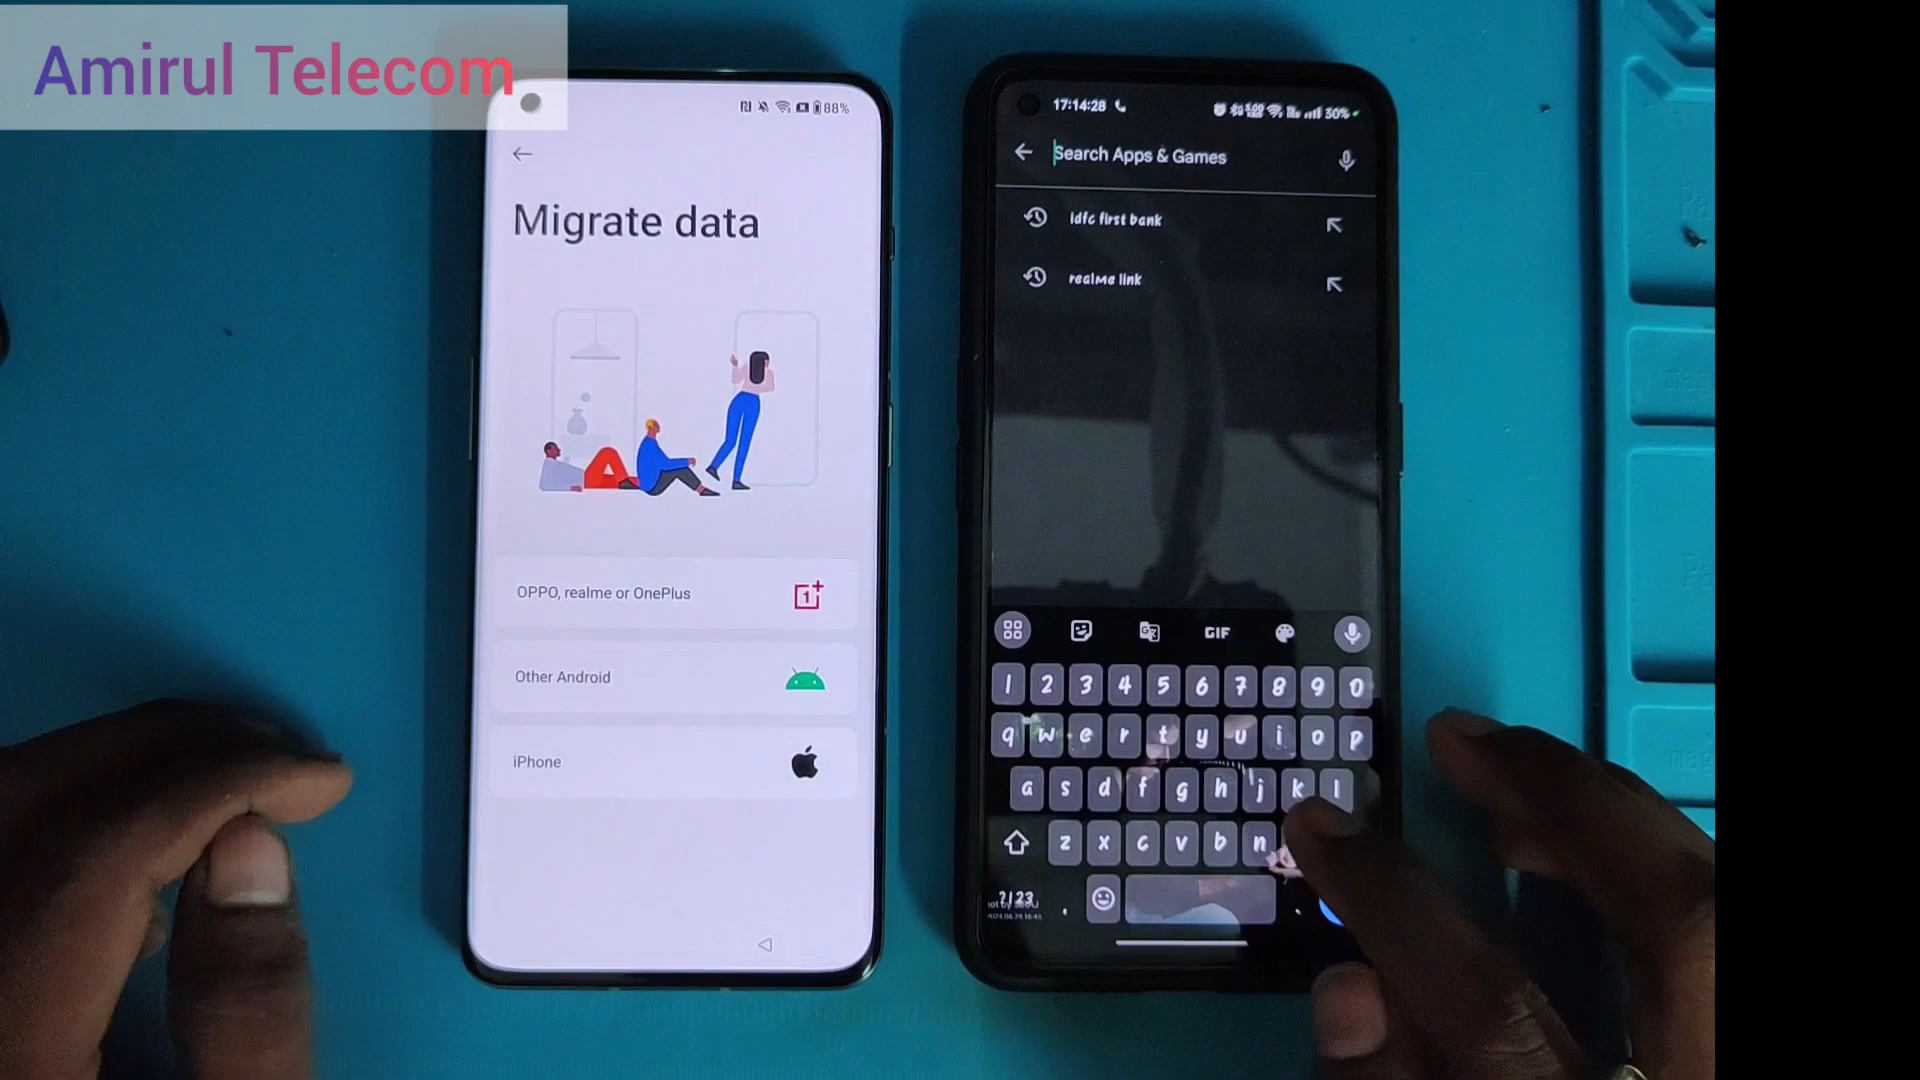 Amirul Telecom
88%
Migrate data
OPPO, realme or OnePlus
Other Android
iPhone
17:14:28
30%
Search Apps & Games
idfc first bank
realme link
GIF
1 2 3 4 5 6 7 8 9 0
q w e r t y u i o p
a s d f g h j k l
z x c v b n